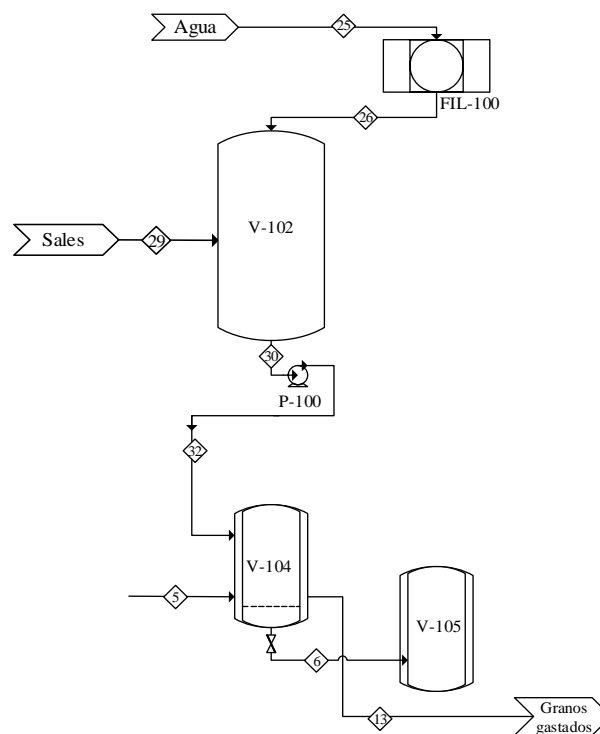 Agua
25
FIL-100
26
V-102
Sales
29
30
P-100
32
V-104
5
V-105
6
Granos
gastados
13